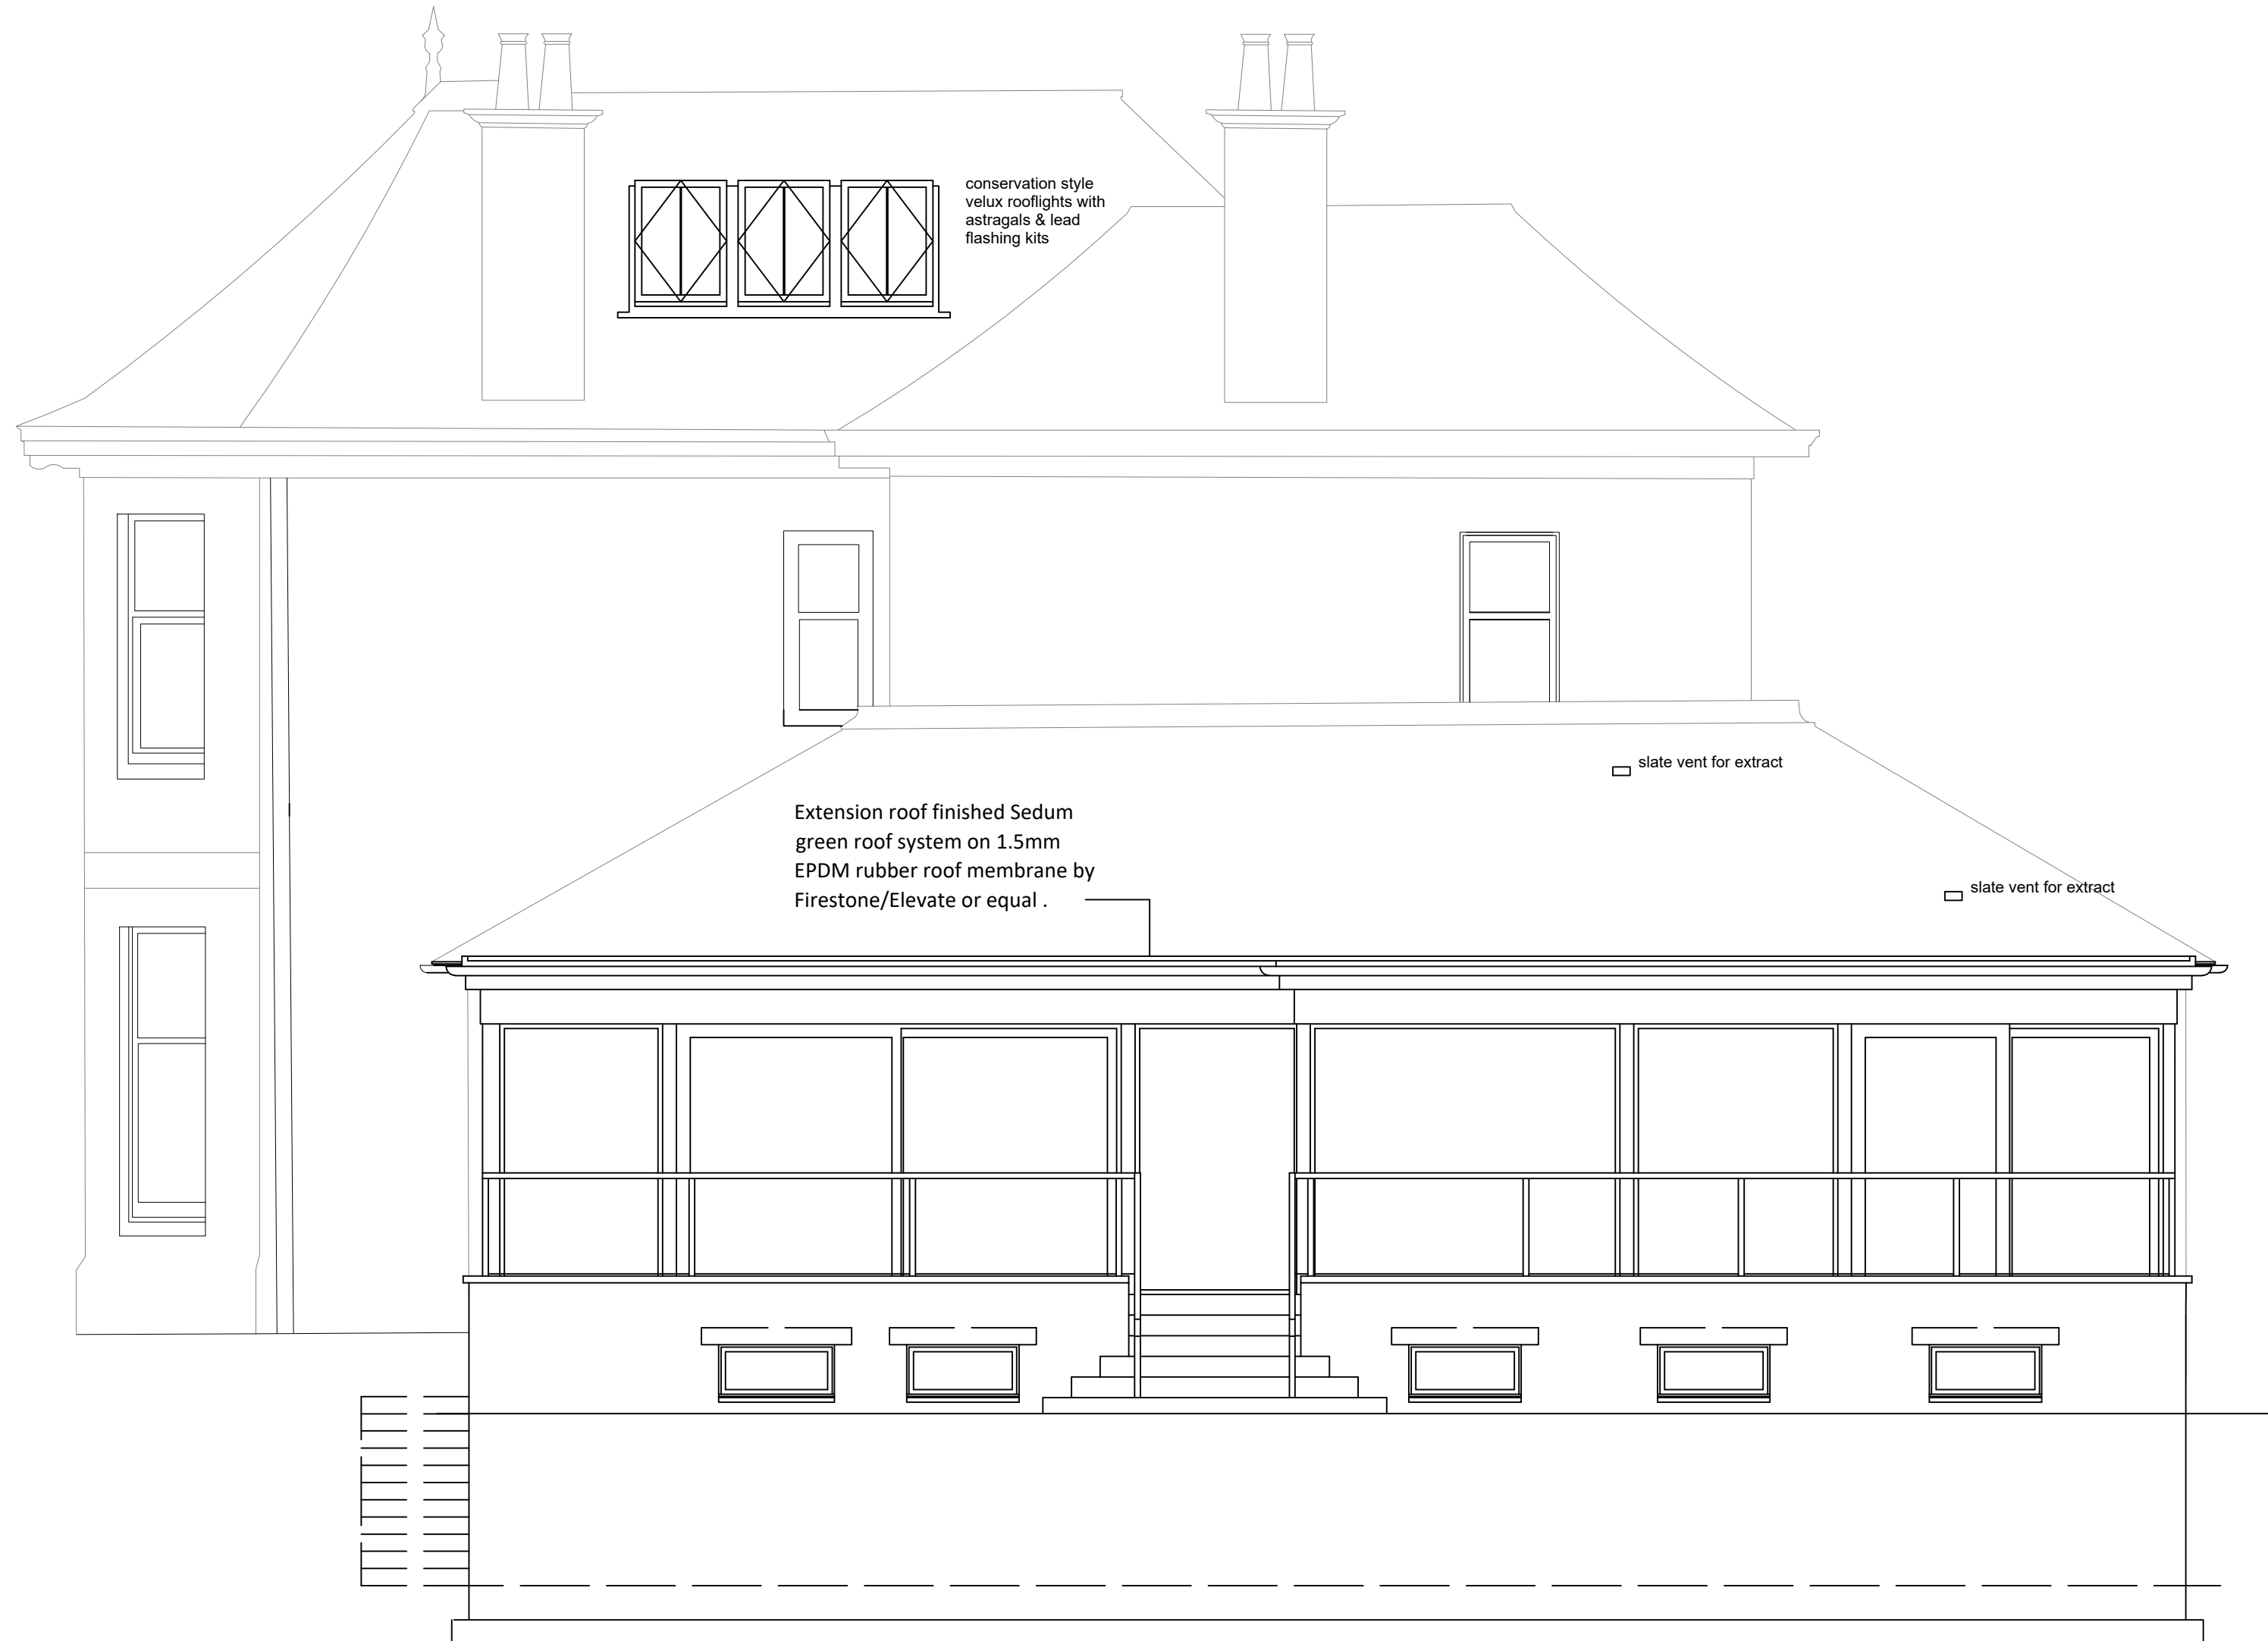 conservation style
velux rooflights with
astragals & lead
flashing kits
slate vent for extract
Extension roof finished Sedum
green roof system on 1.5mm
EPDM rubber roof membrane by
Firestone/Elevate or equal .
slate vent for extract